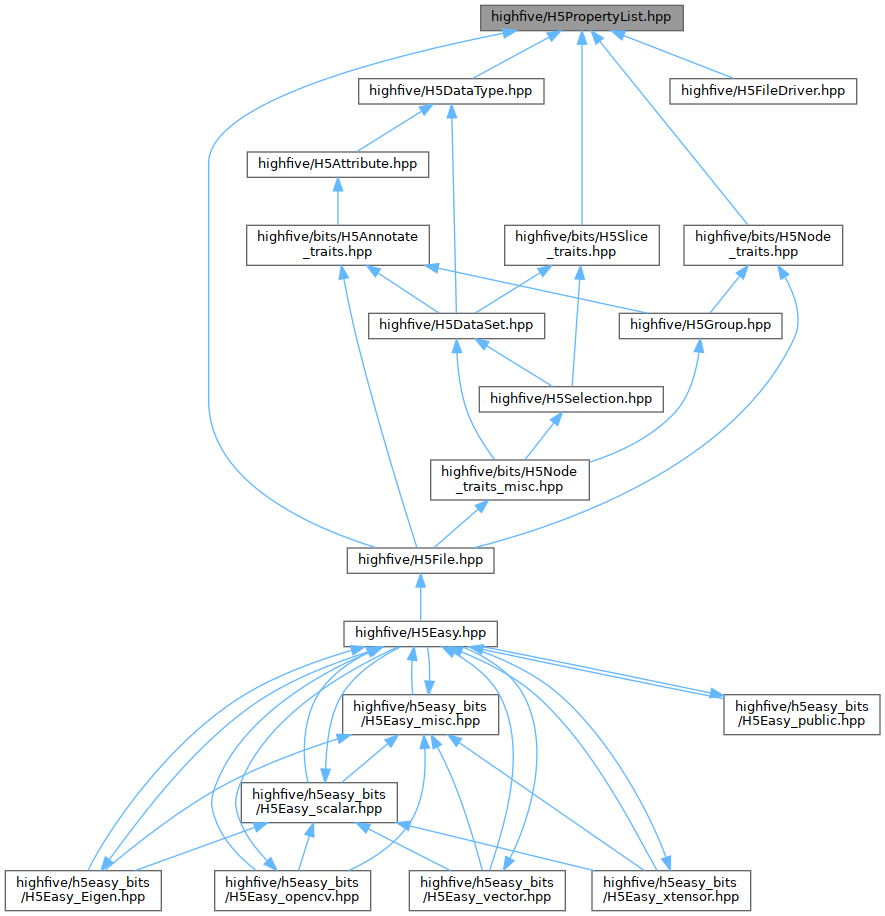 highfive/H5PropertyList.hpp
highfive/H5DataType.hpp
highfive/H5FileDriver.hpp
highfive/H5Attribute.hpp
highfive/bits/H5Annotate
_traits.hpp
highfive/bits/H5Slice
_traits.hpp
highfive/bits/H5Node
_traits.hpp
highfive/H5DataSet.hpp
highfive/H5Group.hpp
highfive/H5Selection.hpp
highfive/bits/H5Node
_traits_misc.hpp
highfive/H5File.hpp
highfive/H5Easy.hpp
highfive/h5easy_bits
/H5Easy_misc.hpp
highfive/h5easy_bits
/H5Easy_public.hpp
highfive/h5easy_bits
/H5Easy_scalar.hpp
highfive/h5easy_bits
/H5Easy_Eigen.hpp
highfive/h5easy_bits
/H5Easy_opencv.hpp
highfive/h5easy_bits
/H5Easy_vector.hpp
highfive/h5easy_bits
/H5Easy_xtensor.hpp